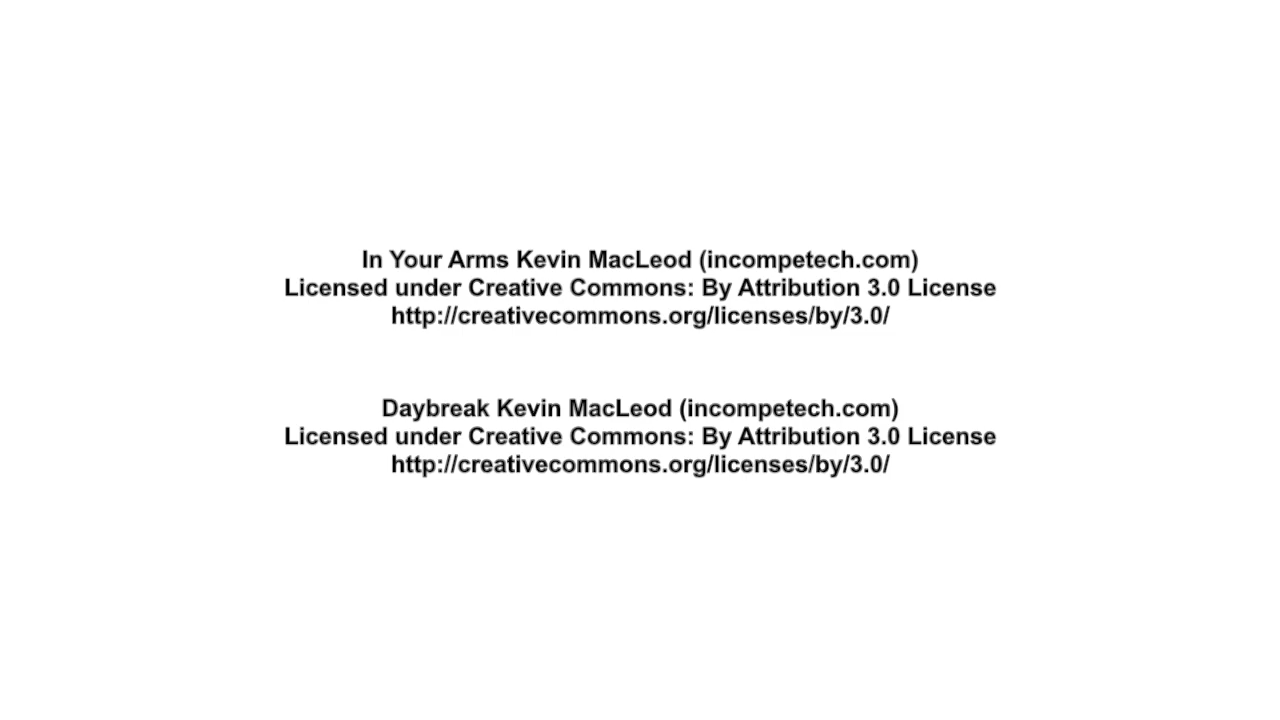 In Your Arms Kevin MacLeod (incompetech.com)
Licensed under Creative Commons: By Attribution 3.0 License
http://creativecommons.org/licenses/by/3.0/
Daybreak Kevin MacLeod (incompetech.com)
Licensed under Creative Commons: By Attribution 3.0 License
http://creativecommons.org/licenses/by/3.0/